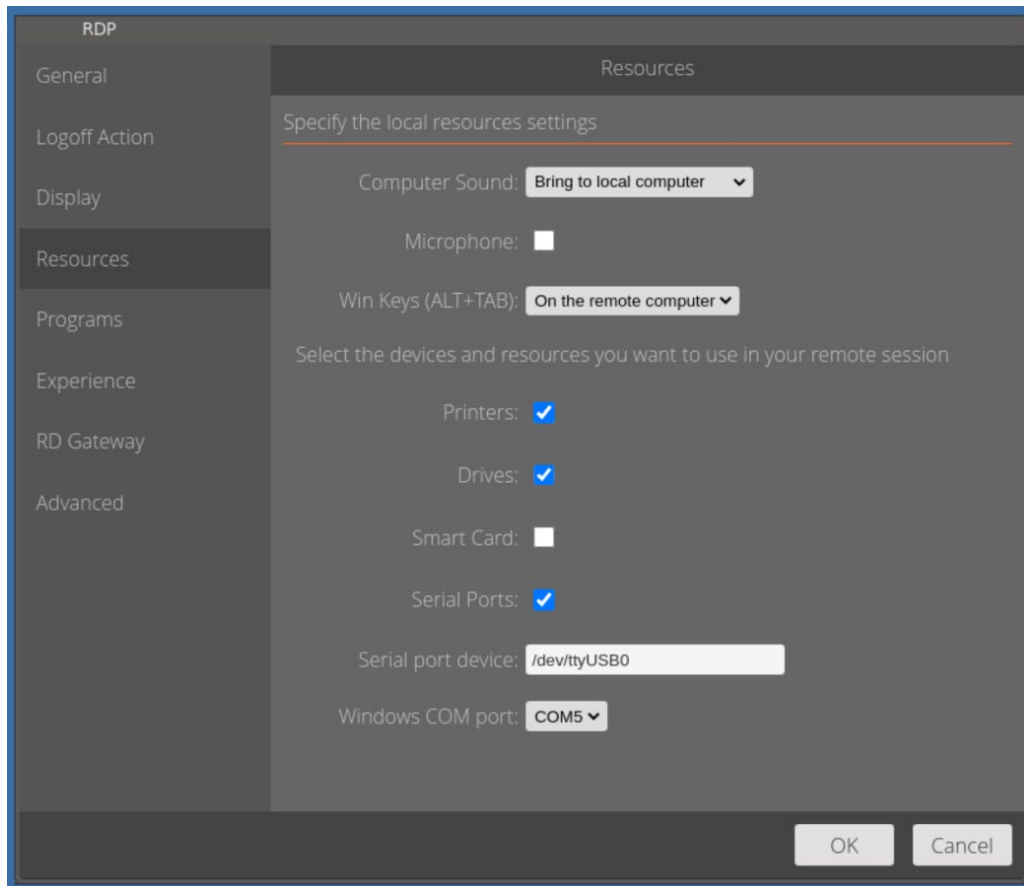 RDP
General
Logoff Action
Display
Resources
Programs
Experience
RD Gateway
Advanced
Resources
Specify the local resources settings
Computer Sound: Bring to local computer
Microphone:
Win Keys (ALT+TAB): On the remote computer
Select the devices and resources you want to use in your remote session
Printers:
Drives:
Smart Card:
Serial Ports:
Serial port device: /dev/ttyUSB0
Windows COM port: COM5
OK Cancel